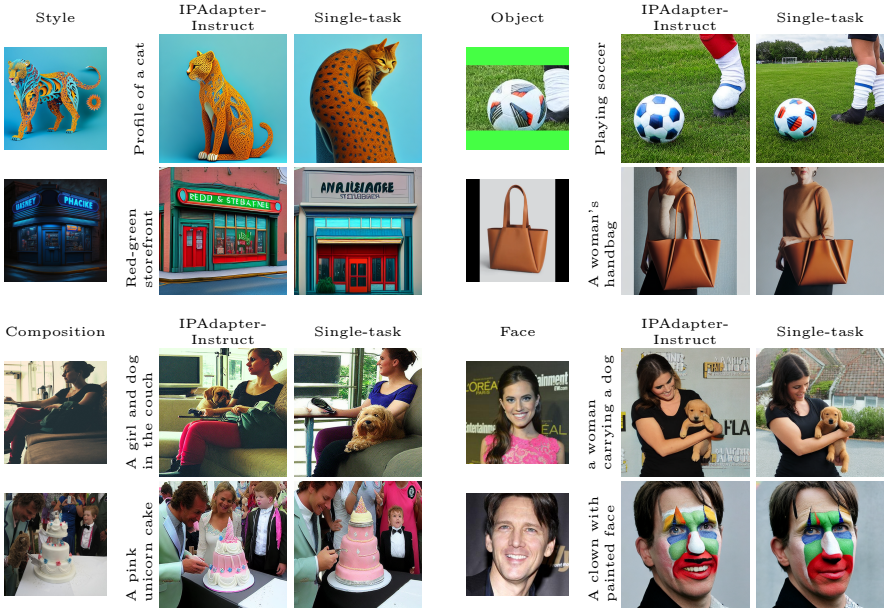 Style
IPAdapter-
Instruct
Single-task
Object
IPAdapter-
Instruct
Single-task
Profile of a cat
Playing soccer
Red-green
storefront
A woman's
handbag
Composition
IPAdapter-
Instruct
Single-task
Face
IPAdapter-
Instruct
Single-task
A girl and dog
in the couch
a woman
carrying a dog
A pink
unicorn cake
A clown with
painted face